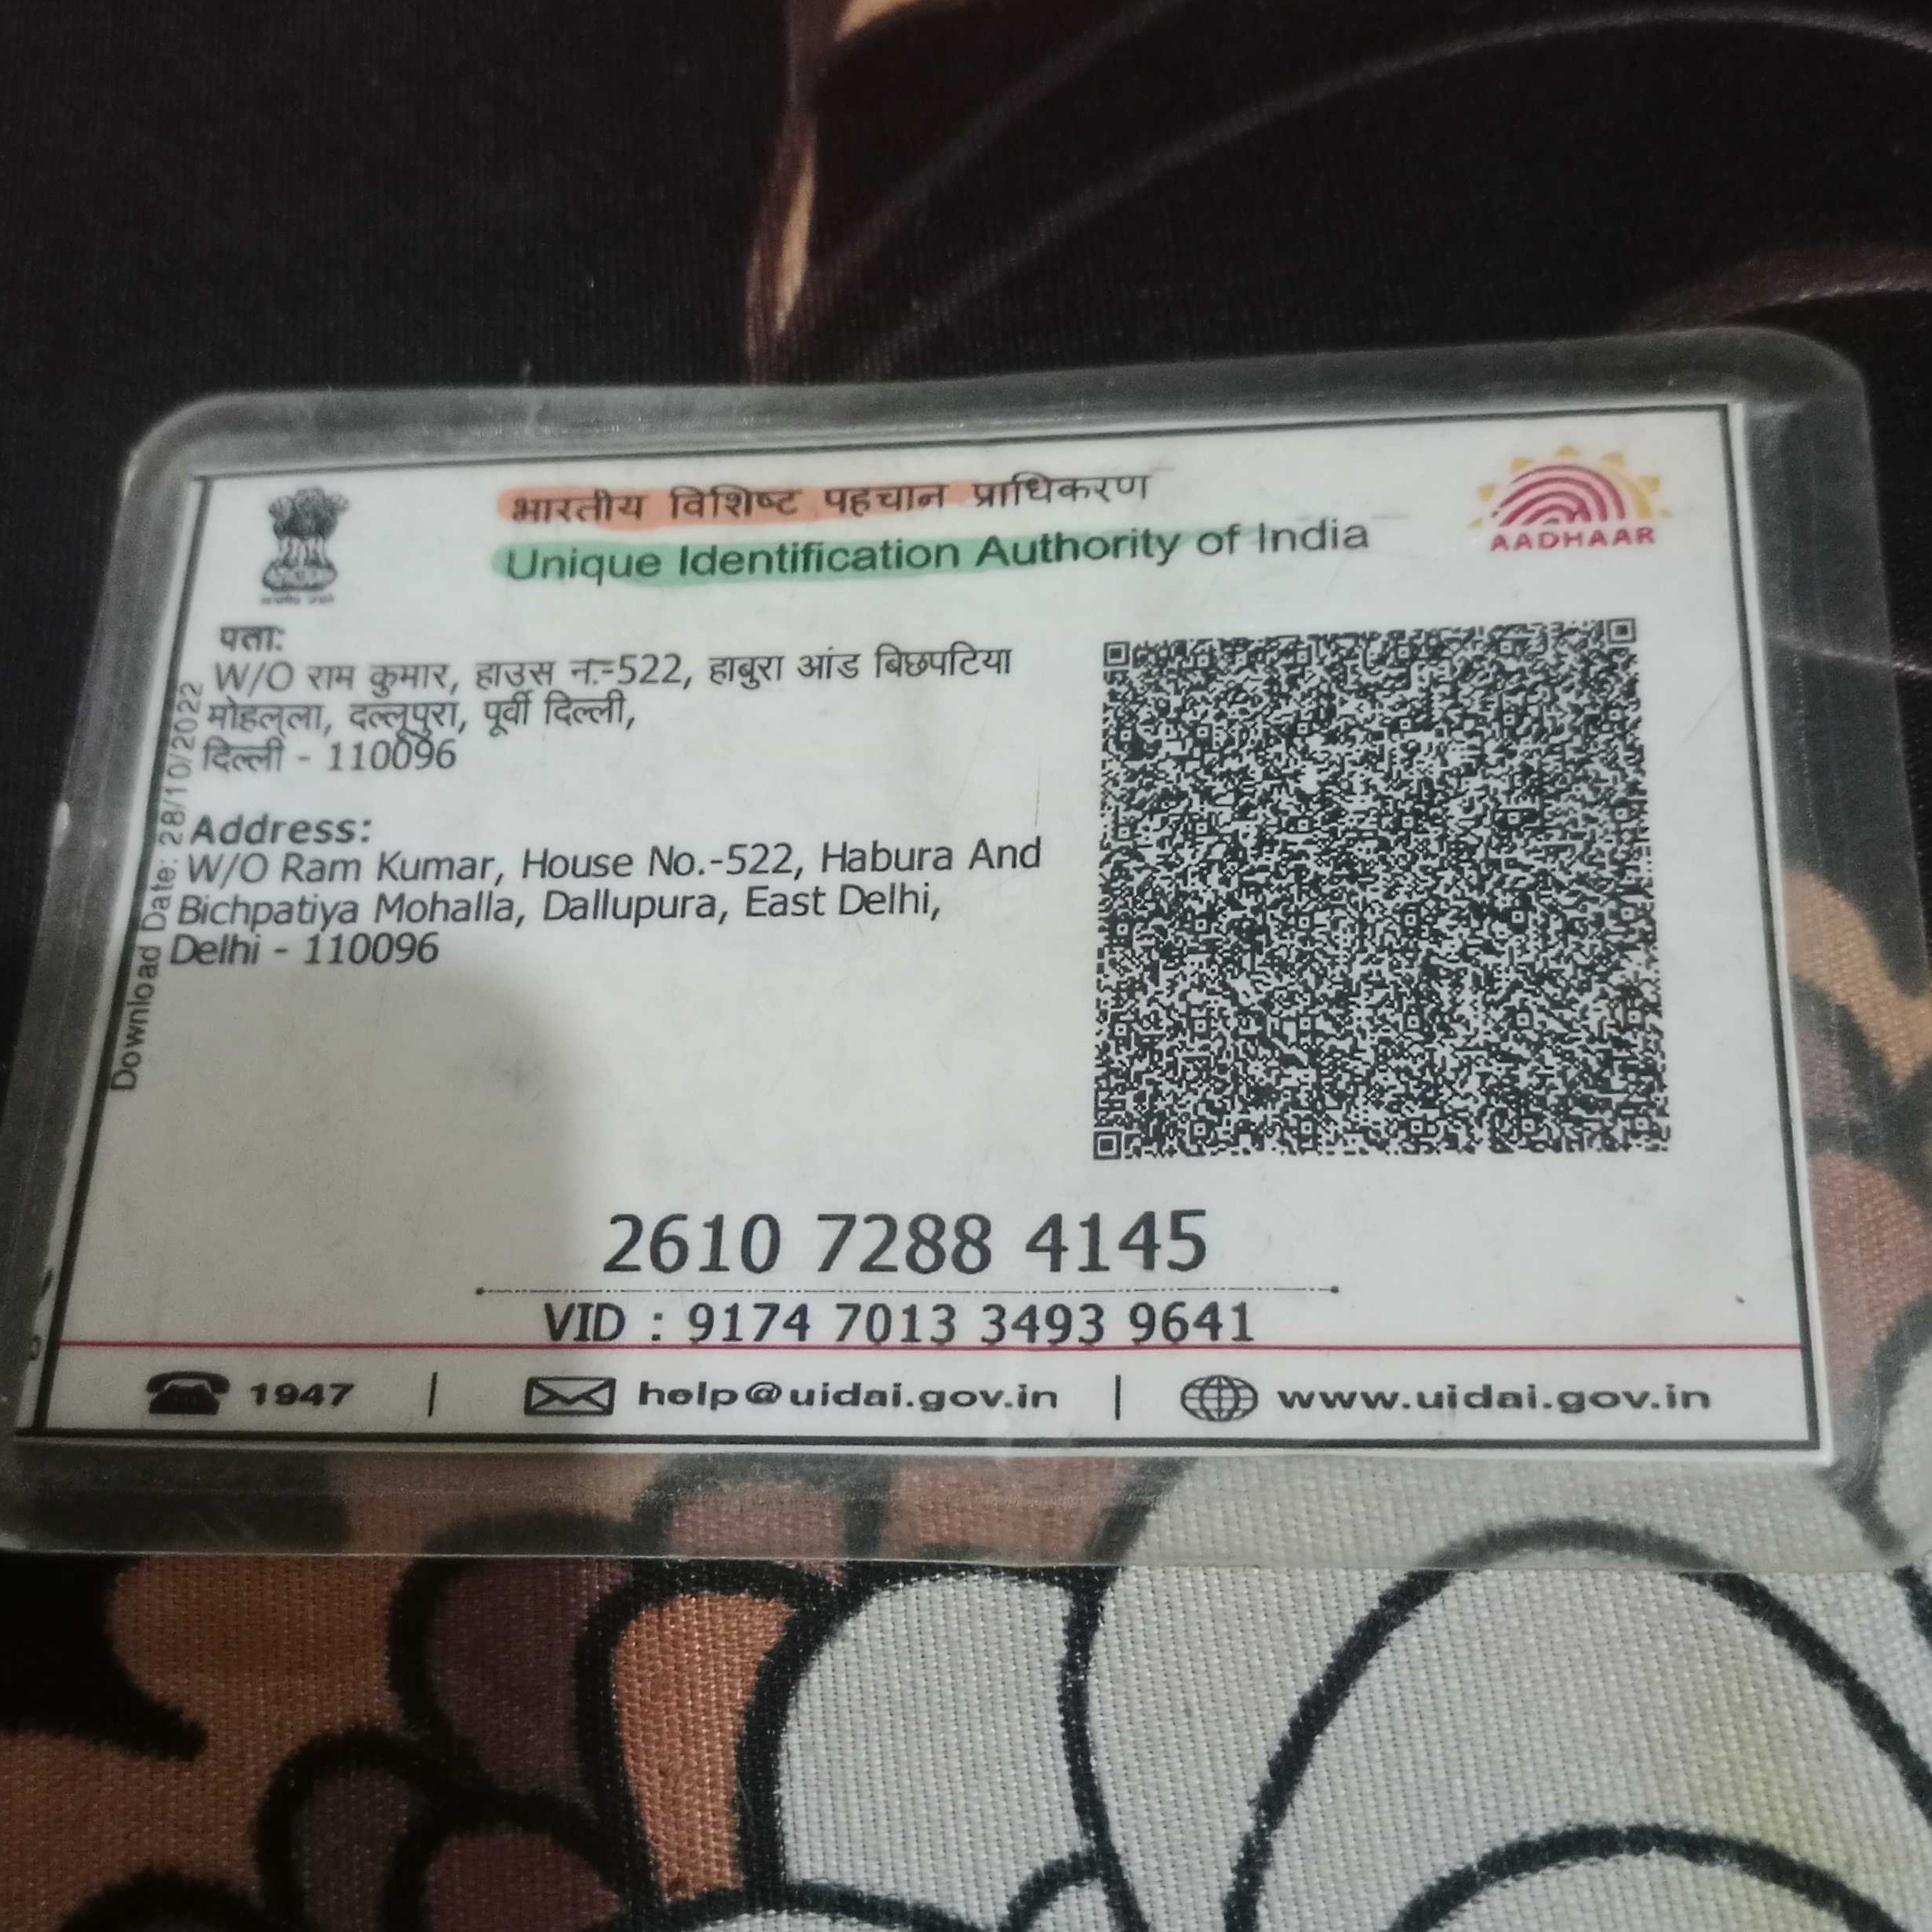 भारतीय विशिष्ट पहचान प्राधिकरण
Unique Identification Authority of India
AADHAAR
पता:
W/O राम कुमार, हाउस न.-522, हाबुरा आंड बिछपटिया
मोहल्ला, दल्लूपुरा, पूर्वी दिल्ली,
दिल्ली - 110096
Address:
W/O Ram Kumar, House No.-522, Habura And
Bichpatiya Mohalla, Dallupura, East Delhi,
Delhi - 110096
Download Date: 28/10/2022
2610 7288 4145
VID : 9174 7013 3493 9641
1947 | help@uidai.gov.in | www.uidai.gov.in